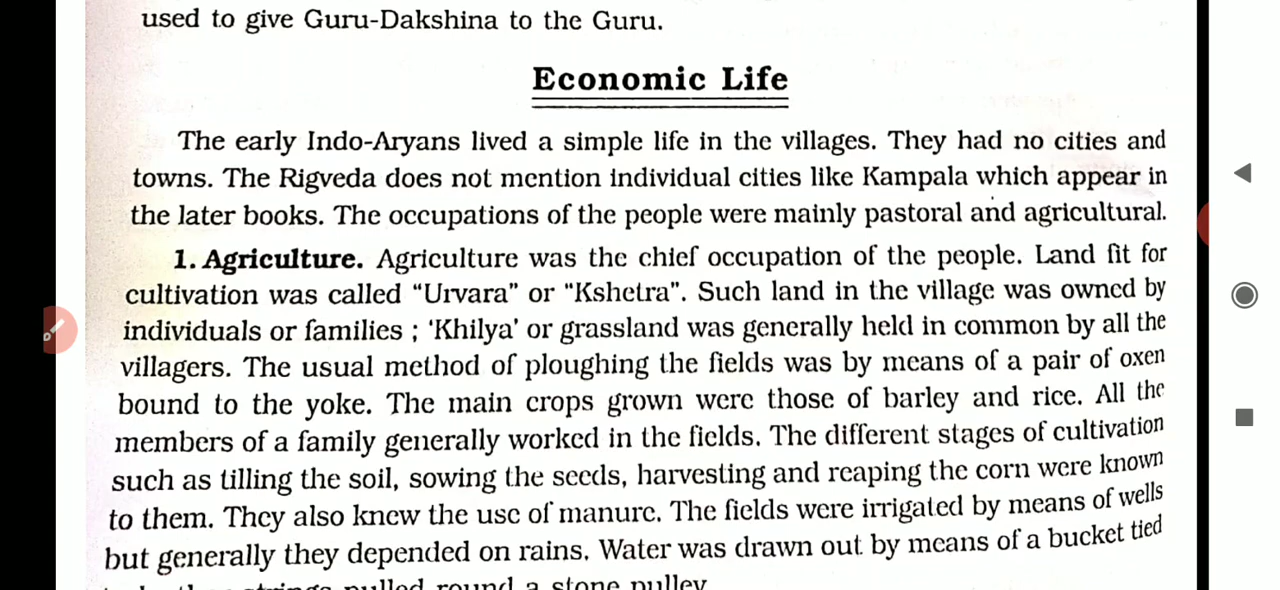 used to give Guru-Dakshina to the Guru.
Economic Life
The early Indo-Aryans lived a simple life in the villages. They had no cities and
towns. The Rigveda does not mention individual cities like Kampala which appear in
the later books. The occupations of the people were mainly pastoral and agricultural.
1. Agriculture. Agriculture was the chief occupation of the people. Land fit for
cultivation was called “Urvara” or “Kshetra”. Such land in the village was owned by
individuals or families ; ‘Khilya’ or grassland was generally held in common by all the
villagers. The usual method of ploughing the fields was by means of a pair of oxen
bound to the yoke. The main crops grown were those of barley and rice. All the
members of a family generally worked in the fields. The different stages of cultivation
such as tilling the soil, sowing the seeds, harvesting and reaping the corn were known
to them. They also knew the use of manure. The fields were irrigated by means of wells
but generally they depended on rains. Water was drawn out by means of a bucket tied
strings pulled round a stone pulley